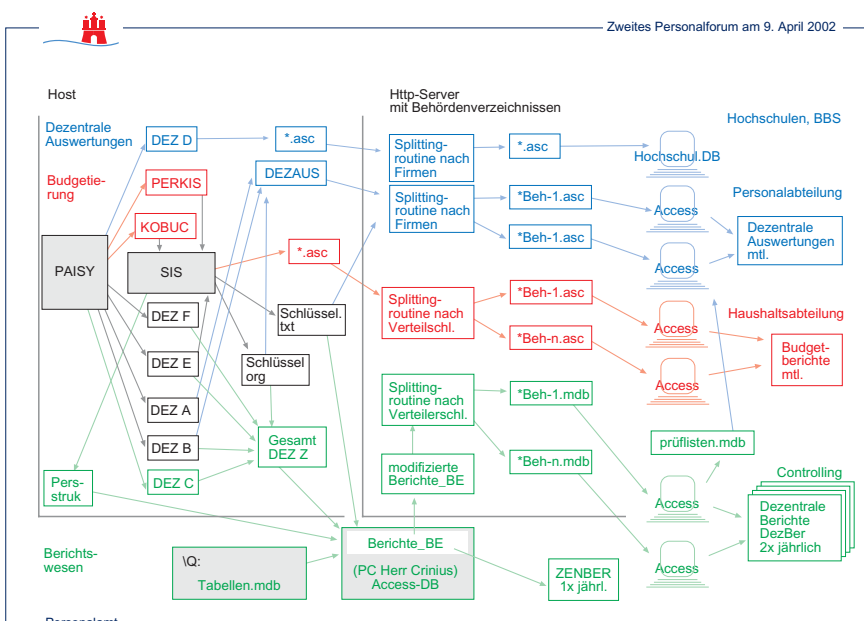 Zweites Personalforum am 9. April 2002
Host
Http-Server
mit Behördenverzeichnissen
Dezentrale
Auswertungen
DEZ D
*.asc
Splitting-
routine nach
Firmen
*.asc
Hochschul.DB
Hochschulen, BBS
Budgetie-
rung
PERKIS
DEZAUS
Splitting-
routine nach
Firmen
*Beh-1.asc
Access
Personalabteilung
KOBUC
*Beh-1.asc
Access
Dezentrale
Auswertungen
mtl.
PAISY
SIS
*.asc
Splitting-
routine nach
Verteilschl.
*Beh-1.asc
Access
Haushaltsabteilung
DEZ F
Schlüssel.
txt
*Beh-n.asc
Access
Budget-
berichte
mtl.
DEZ E
Schlüssel
org
Splitting-
routine nach
Verteilerschl.
*Beh-1.mdb
DEZ A
DEZ B
Gesamt
DEZ Z
prüflisten.mdb
*Beh-n.mdb
modifizierte
Berichte_BE
Pers-
struk
DEZ C
Access
Controlling
Dezentrale
Berichte
DezBer
2x jährlich
Berichts-
wesen
\Q:
Tabellen.mdb
Berichte_BE
(PC Herr Crinius)
Access-DB
ZENBER
1x jährl.
Access
Personalamt